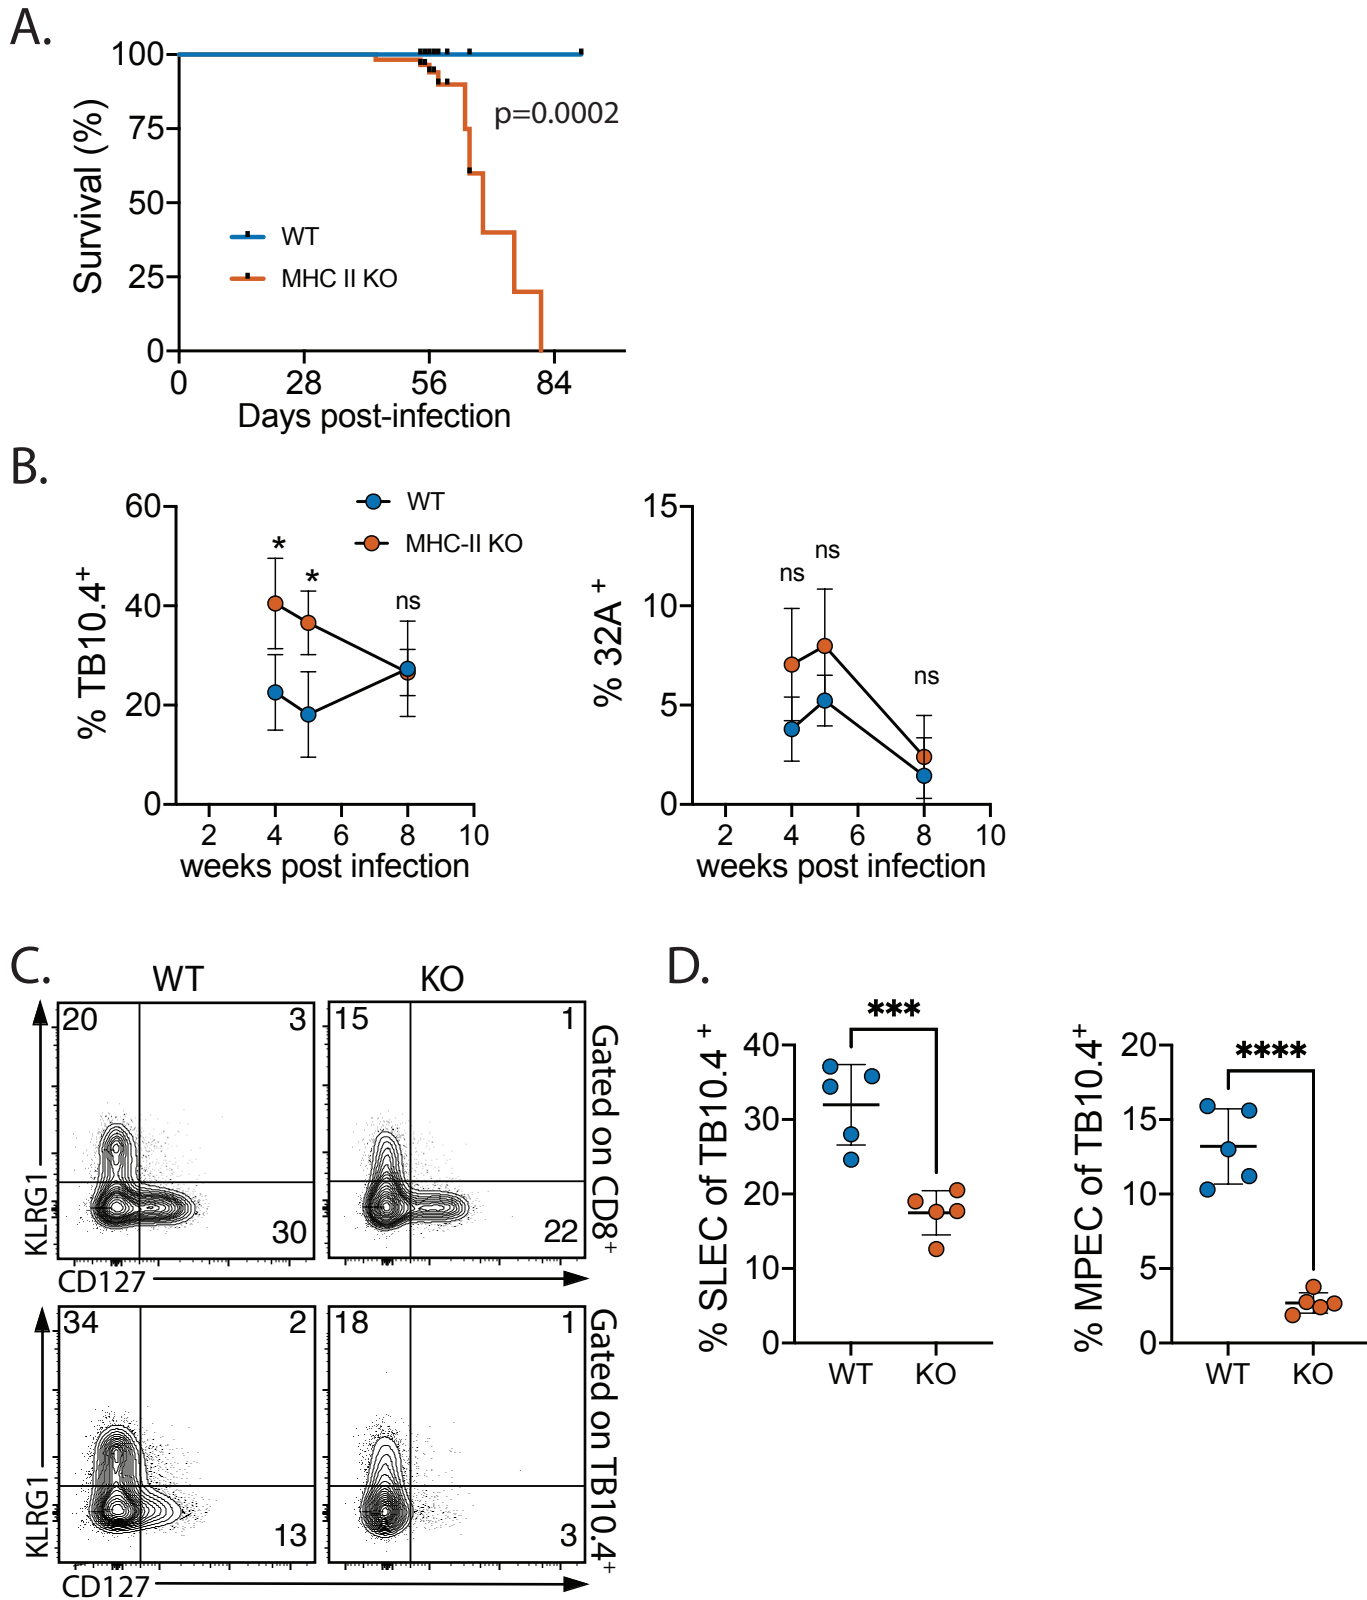 A.
100
75
50
25
0
Survival (%)
p=0.0002
WT
MHC II KO
0 28 56 84
Days post-infection
B.
60
40
20
0
% TB10.4+
WT
MHC-II KO
* * ns
2 4 6 8 10
weeks post infection
15
10
5
0
% 32A +
ns ns ns
2 4 6 8 10
weeks post infection
C.
WT KO
20 3 15 1
30 22
KLRG1
CD127
Gated on CD8+
34 2 18 1
13 3
KLRG1
CD127
Gated on TB10.4+
D.
***
40
30
20
10
0
% SLEC of TB10.4+
WT KO
****
20
15
10
5
0
% MPEC of TB10.4+
WT KO